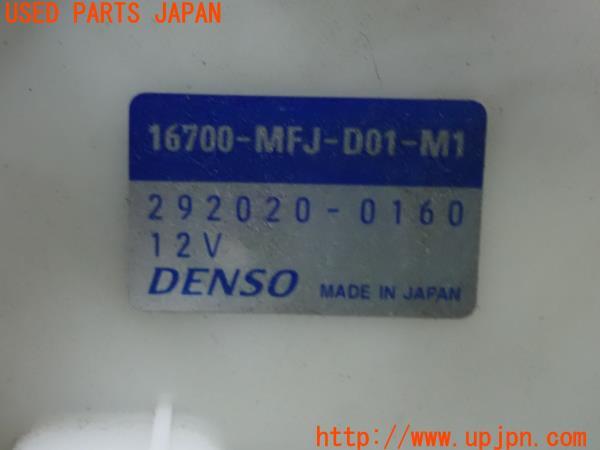 USED PARTS JAPAN
16700-MFJ-D01-M1
292020-0160
12V
DENSO MADE IN JAPAN
http://www.upjpn.com